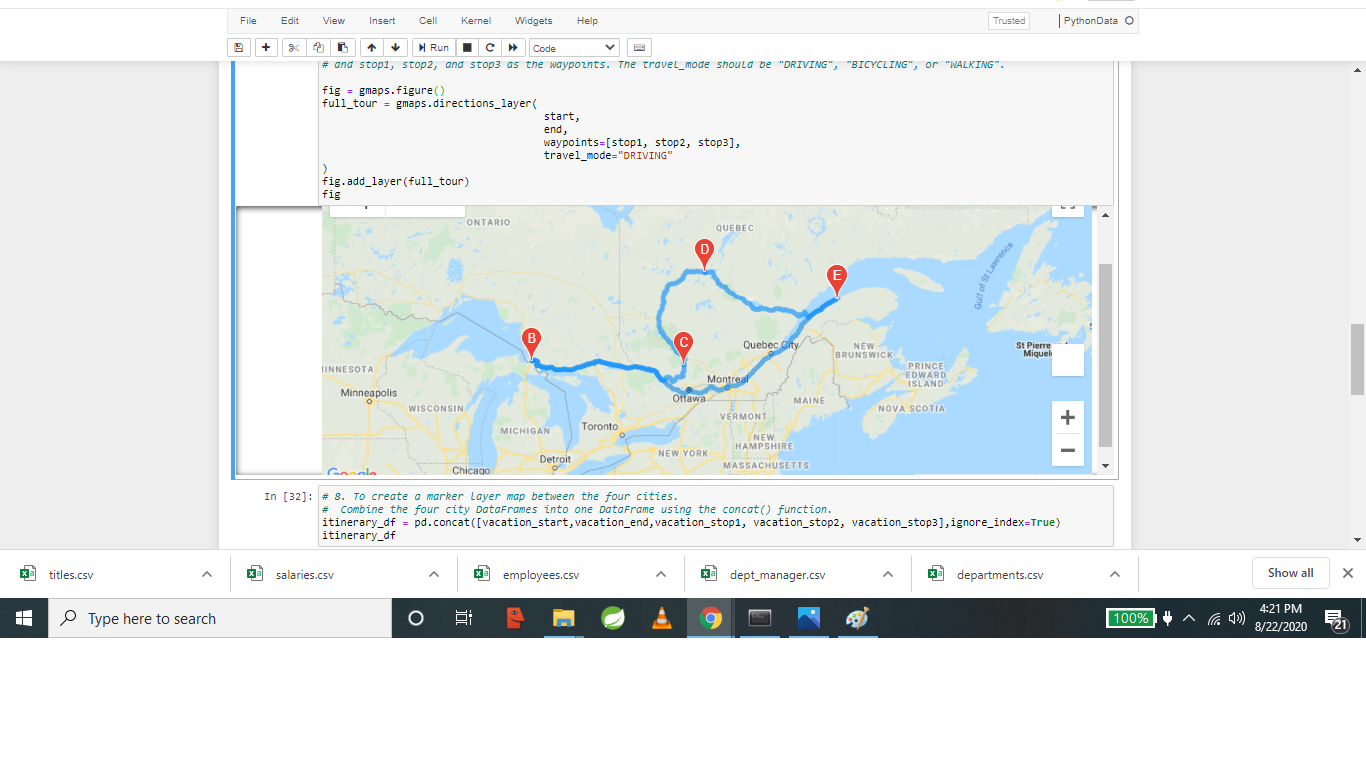 File Edit View Insert Cell Kernel Widgets Help
Trusted PythonData
Run Code
# and stop1, stop2, and stop3 as the waypoints. The travel_mode should be "DRIVING", "BICYCLING", or "WALKING".
fig = gmaps.figure()
full_tour = gmaps.directions_layer(
start,
end,
waypoints=[stop1, stop2, stop3],
travel_mode="DRIVING"
)
fig.add_layer(full_tour)
fig
ONTARIO
QUEBEC
D
E
Gulf of St Lawrence
B
C
Quebec City
NEW
BRUNSWICK
St Pierre
Miquel
INNESOTA
PRINCE
EDWARD
ISLAND
Minneapolis
Montreal
Ottawa
WISCONSIN
MAINE
NOVA SCOTIA
VERMONT
MICHIGAN
Toronto
NEW
HAMPSHIRE
NEW YORK
Detroit
MASSACHUSETTS
Chicago
Google
In [32]: # 8. To create a marker layer map between the four cities.
# Combine the four city DataFrames into one DataFrame using the concat() function.
itinerary_df = pd.concat([vacation_start,vacation_end,vacation_stop1, vacation_stop2, vacation_stop3],ignore_index=True)
itinerary_df
titles.csv salaries.csv employees.csv dept_manager.csv departments.csv Show all
Type here to search
100%
4:21 PM
8/22/2020
21